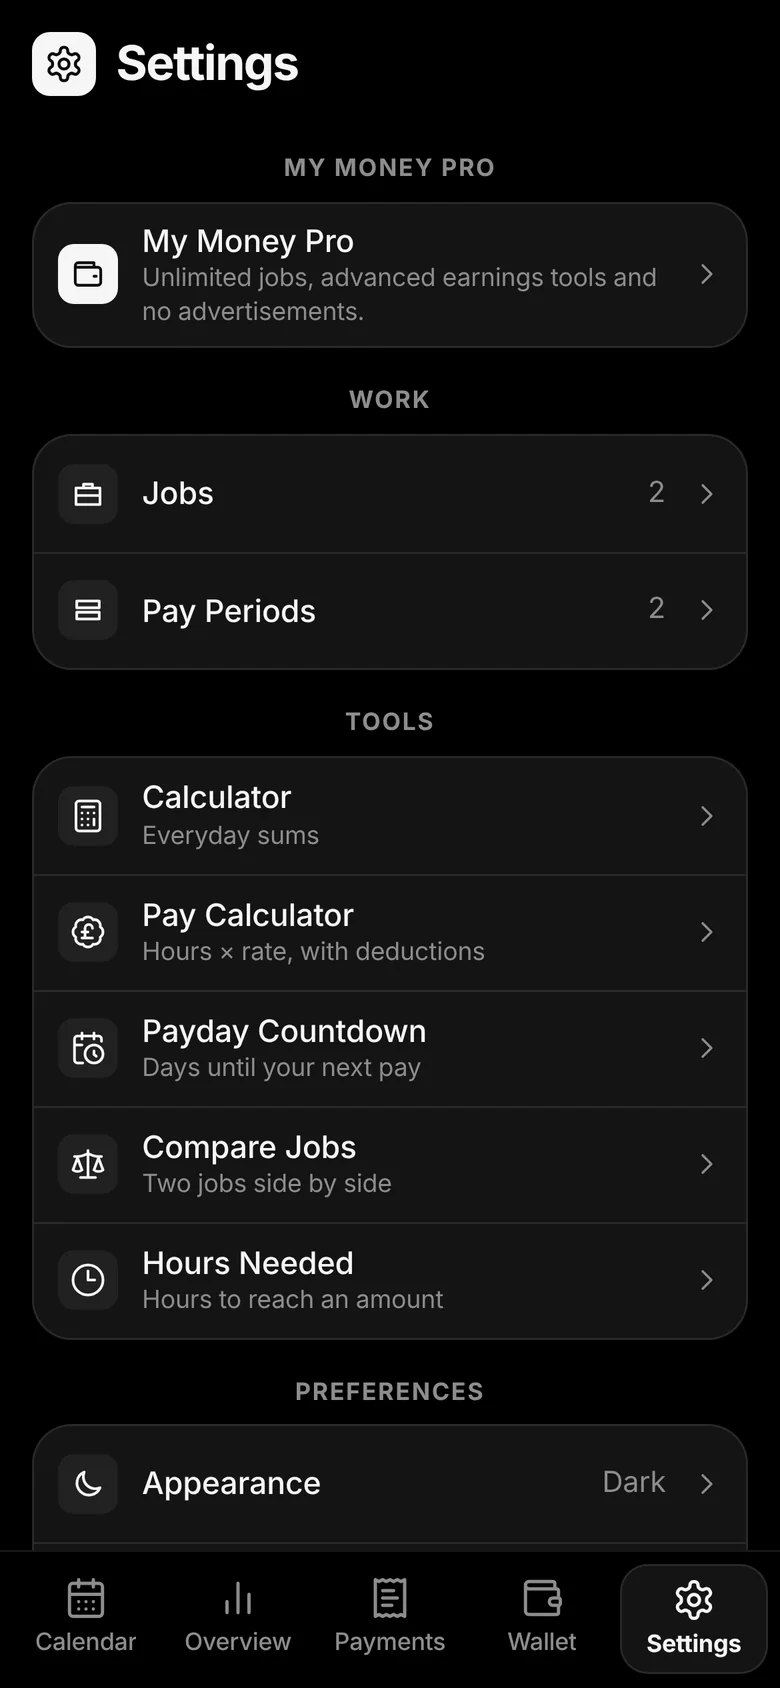 Settings
MY MONEY PRO
My Money Pro
Unlimited jobs, advanced earnings tools and
no advertisements.
WORK
Jobs 2
Pay Periods 2
TOOLS
Calculator
Everyday sums
Pay Calculator
Hours × rate, with deductions
Payday Countdown
Days until your next pay
Compare Jobs
Two jobs side by side
Hours Needed
Hours to reach an amount
PREFERENCES
Appearance Dark
Calendar Overview Payments Wallet Settings